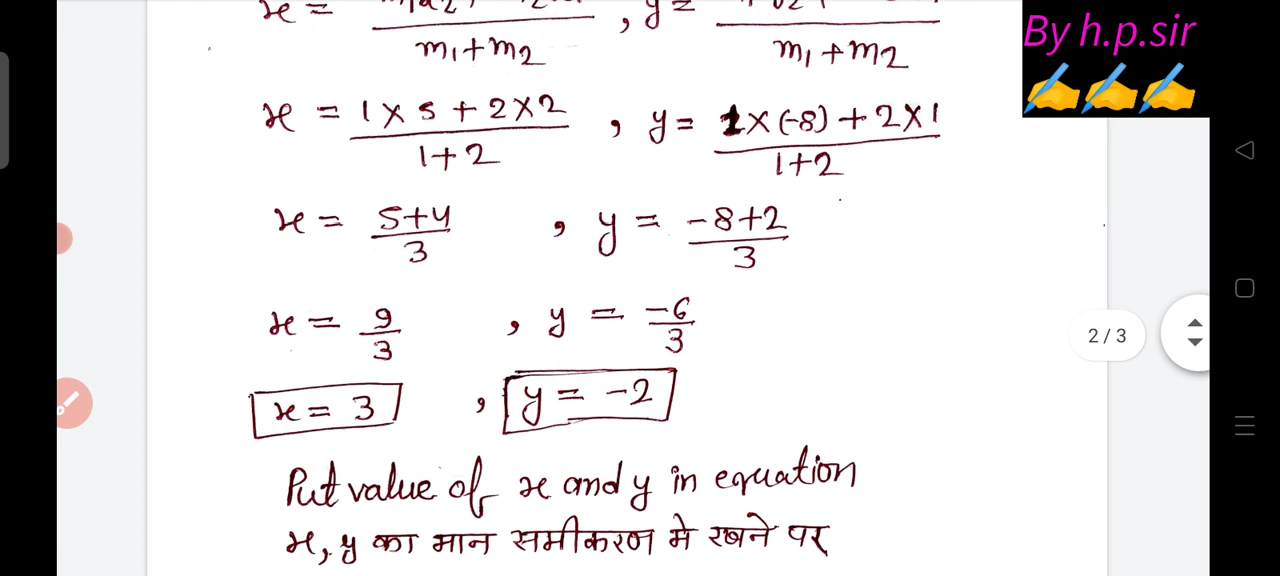 x = , y =
m1+m2 m1+m2
By h.p.sir
x = 1×5+2×2 / 1+2 , y = 1×(-8)+2×1 / 1+2
x = 5+4 / 3 , y = -8+2 / 3
x = 9/3 , y = -6/3
2 / 3
x = 3 , y = -2
Put value of x and y in equation
x, y का मान समीकरण मे रखने पर